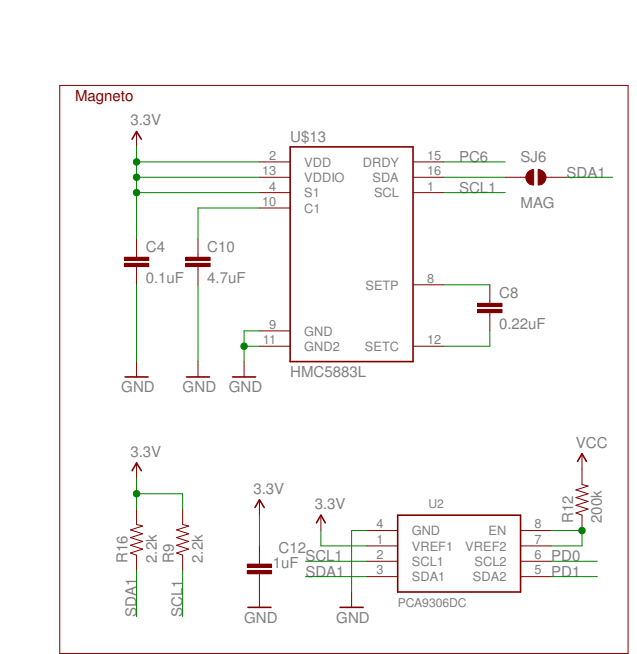 Magneto
3.3V
U$13
2 VDD DRDY 15 PC6 SJ6
13 VDDIO SDA 16 SDA1
4 S1 SCL 1 SCL1
10 C1 MAG
C4 C10
0.1uF 4.7uF
SETP 8
C8
0.22uF
9 GND
11 GND2 SETC 12
HMC5883L
GND GND GND
3.3V VCC
3.3V 3.3V U2
R16 2.2k R9 2.2k R12 200k
4 GND EN 8
1 VREF1 VREF2 7
C12 SCL1 2 SCL1 SCL2 6 PD0
1uF SDA1 3 SDA1 SDA2 5 PD1
SDA1 SCL1
PCA9306DC
GND GND